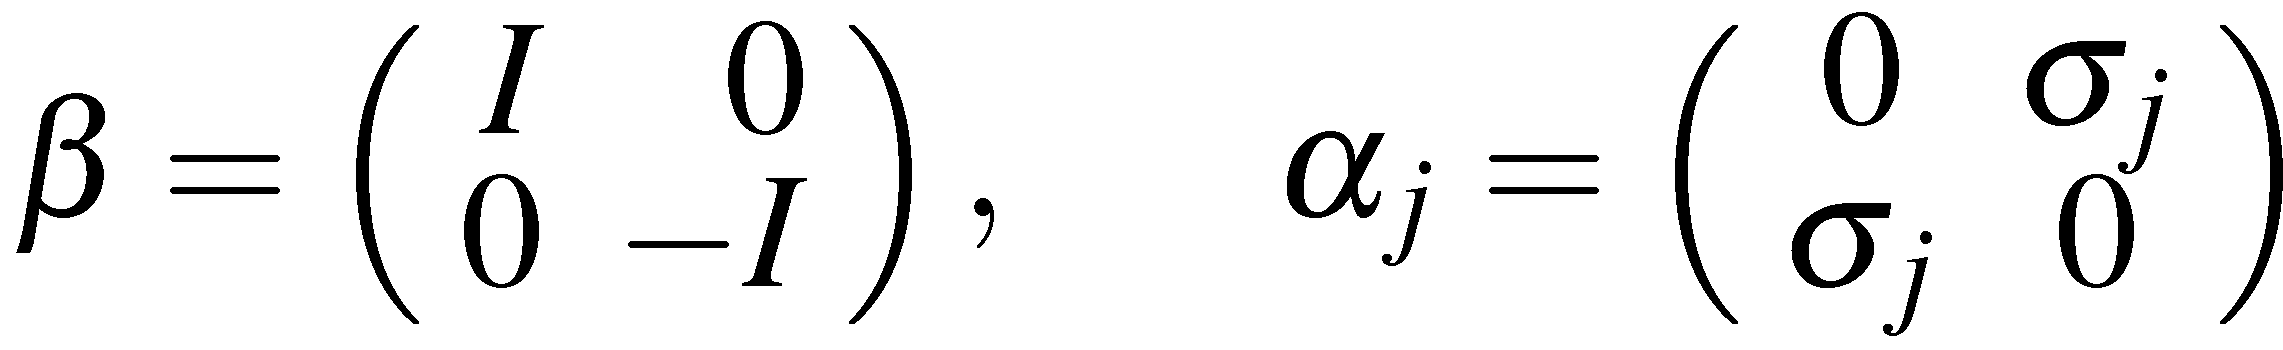 β = ( I 0 ; 0 −I ) , α_j = ( 0 σ_j ; σ_j 0 )